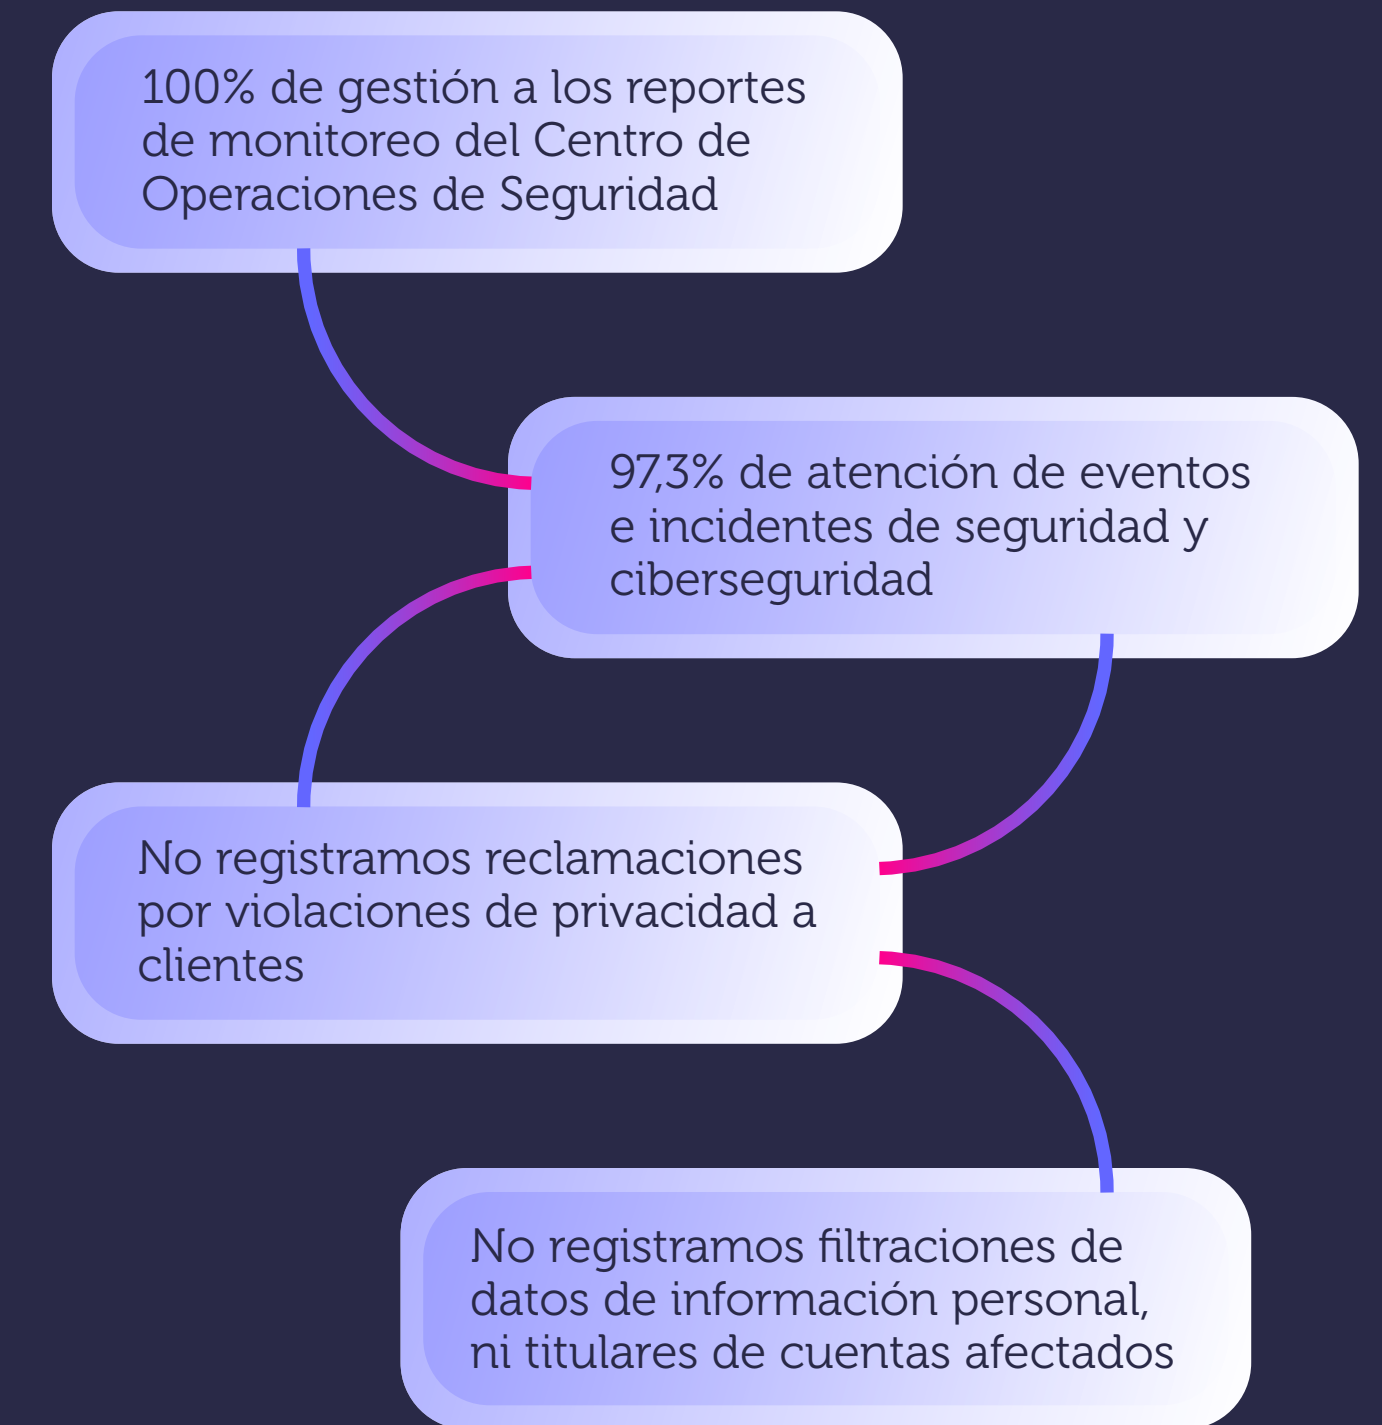 100% de gestión a los reportes
de monitoreo del Centro de
Operaciones de Seguridad
97,3% de atención de eventos
e incidentes de seguridad y
ciberseguridad
No registramos reclamaciones
por violaciones de privacidad a
clientes
No registramos filtraciones de
datos de información personal,
ni titulares de cuentas afectados